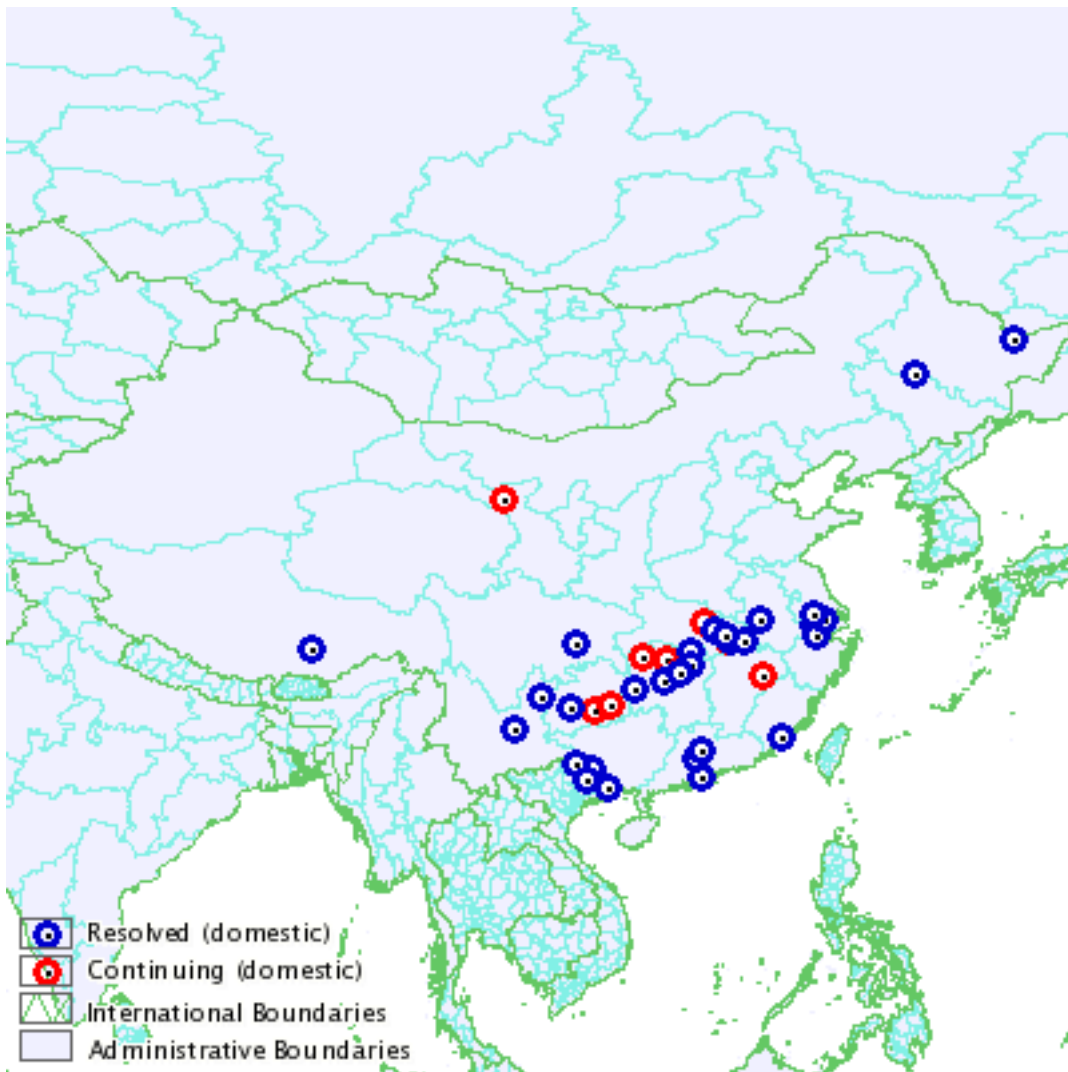 Resolved (domestic)
Continuing (domestic)
International Boundaries
Administrative Boundaries